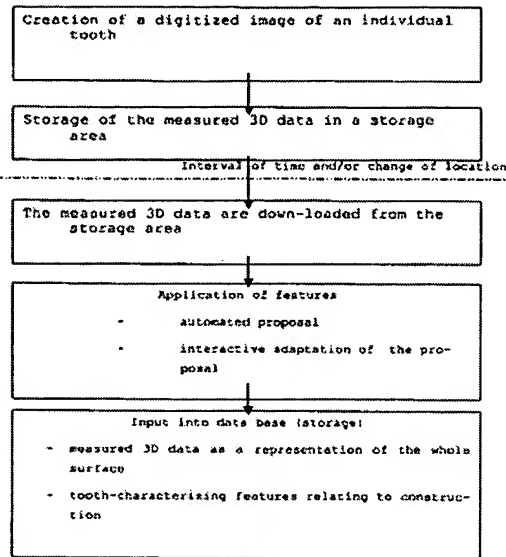 Creation of a digitized image of an individual
tooth
Storage of the measured 3D data in a storage
area
Interval of time and/or change of location
The measured 3D data are down-loaded from the
storage area
Application of features
- automated proposal
- interactive adaptation of the pro-
posal
Input into data base (storage)
- measured 3D data as a representation of the whole
surface
- tooth-characterising features relating to construc-
tion